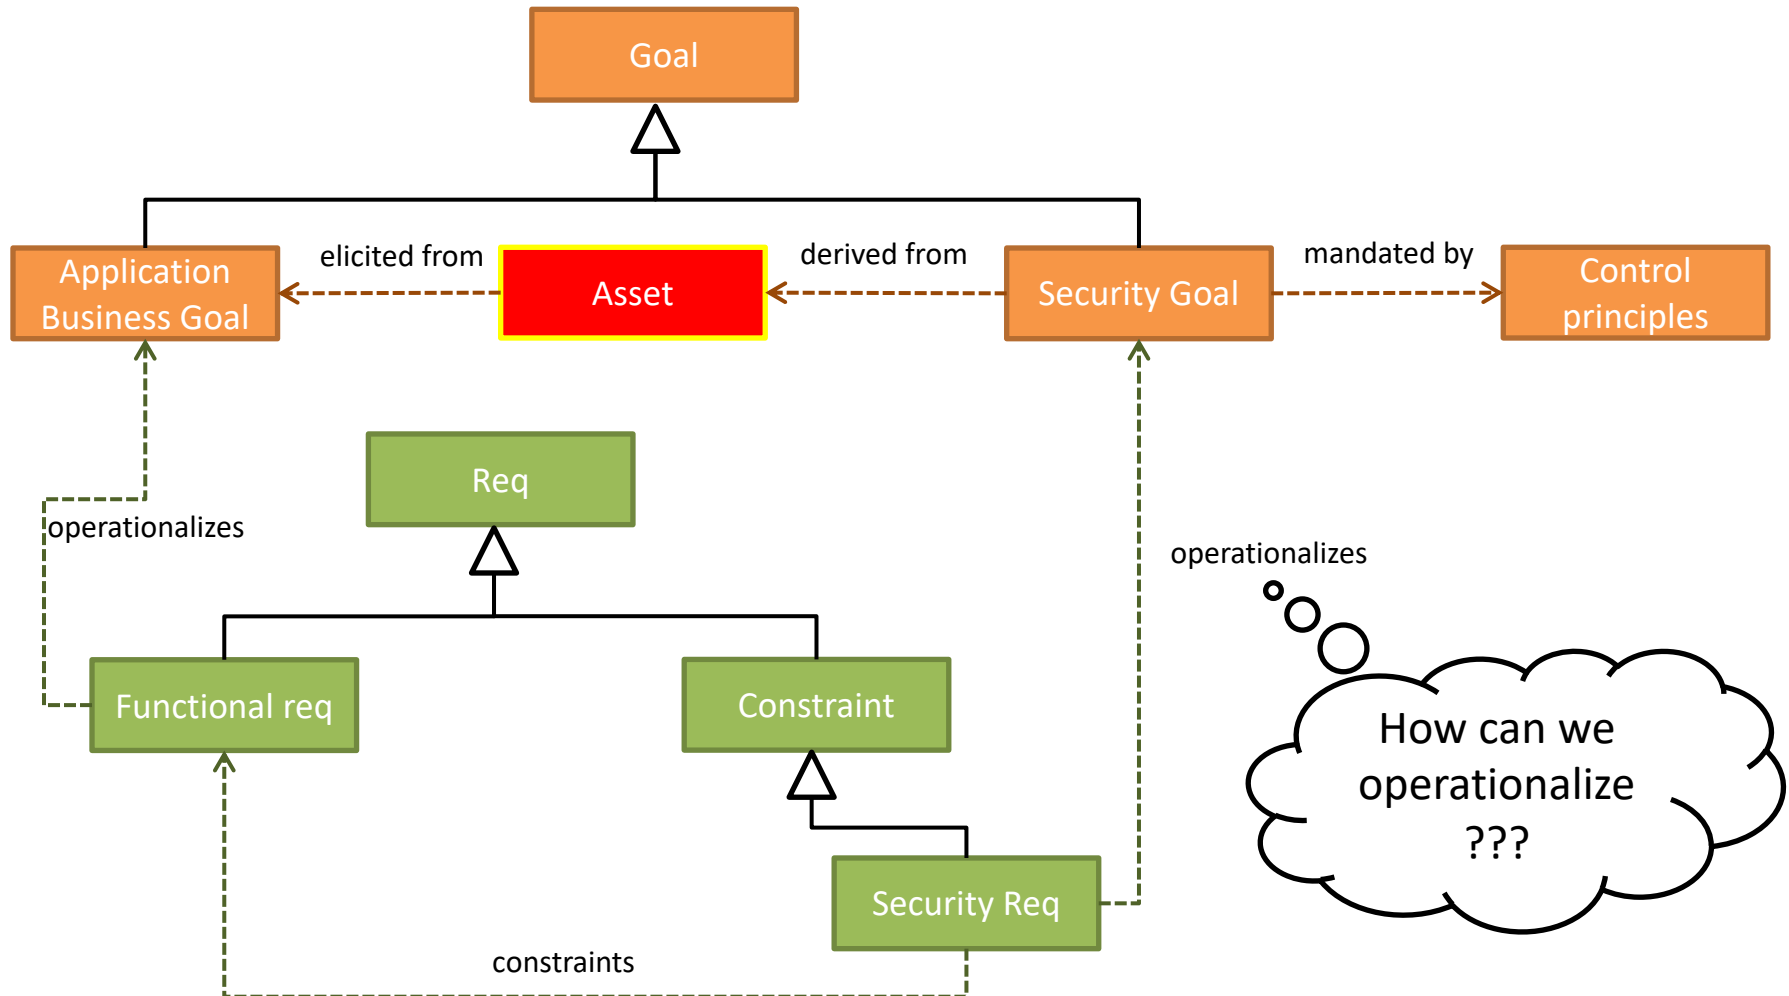 Goal
elicited from
derived from
mandated by
Application
Business Goal
Asset
Security Goal
Control
principles
Req
operationalizes
operationalizes
Functional req
Constraint
How can we
operationalize
???
Security Req
constraints